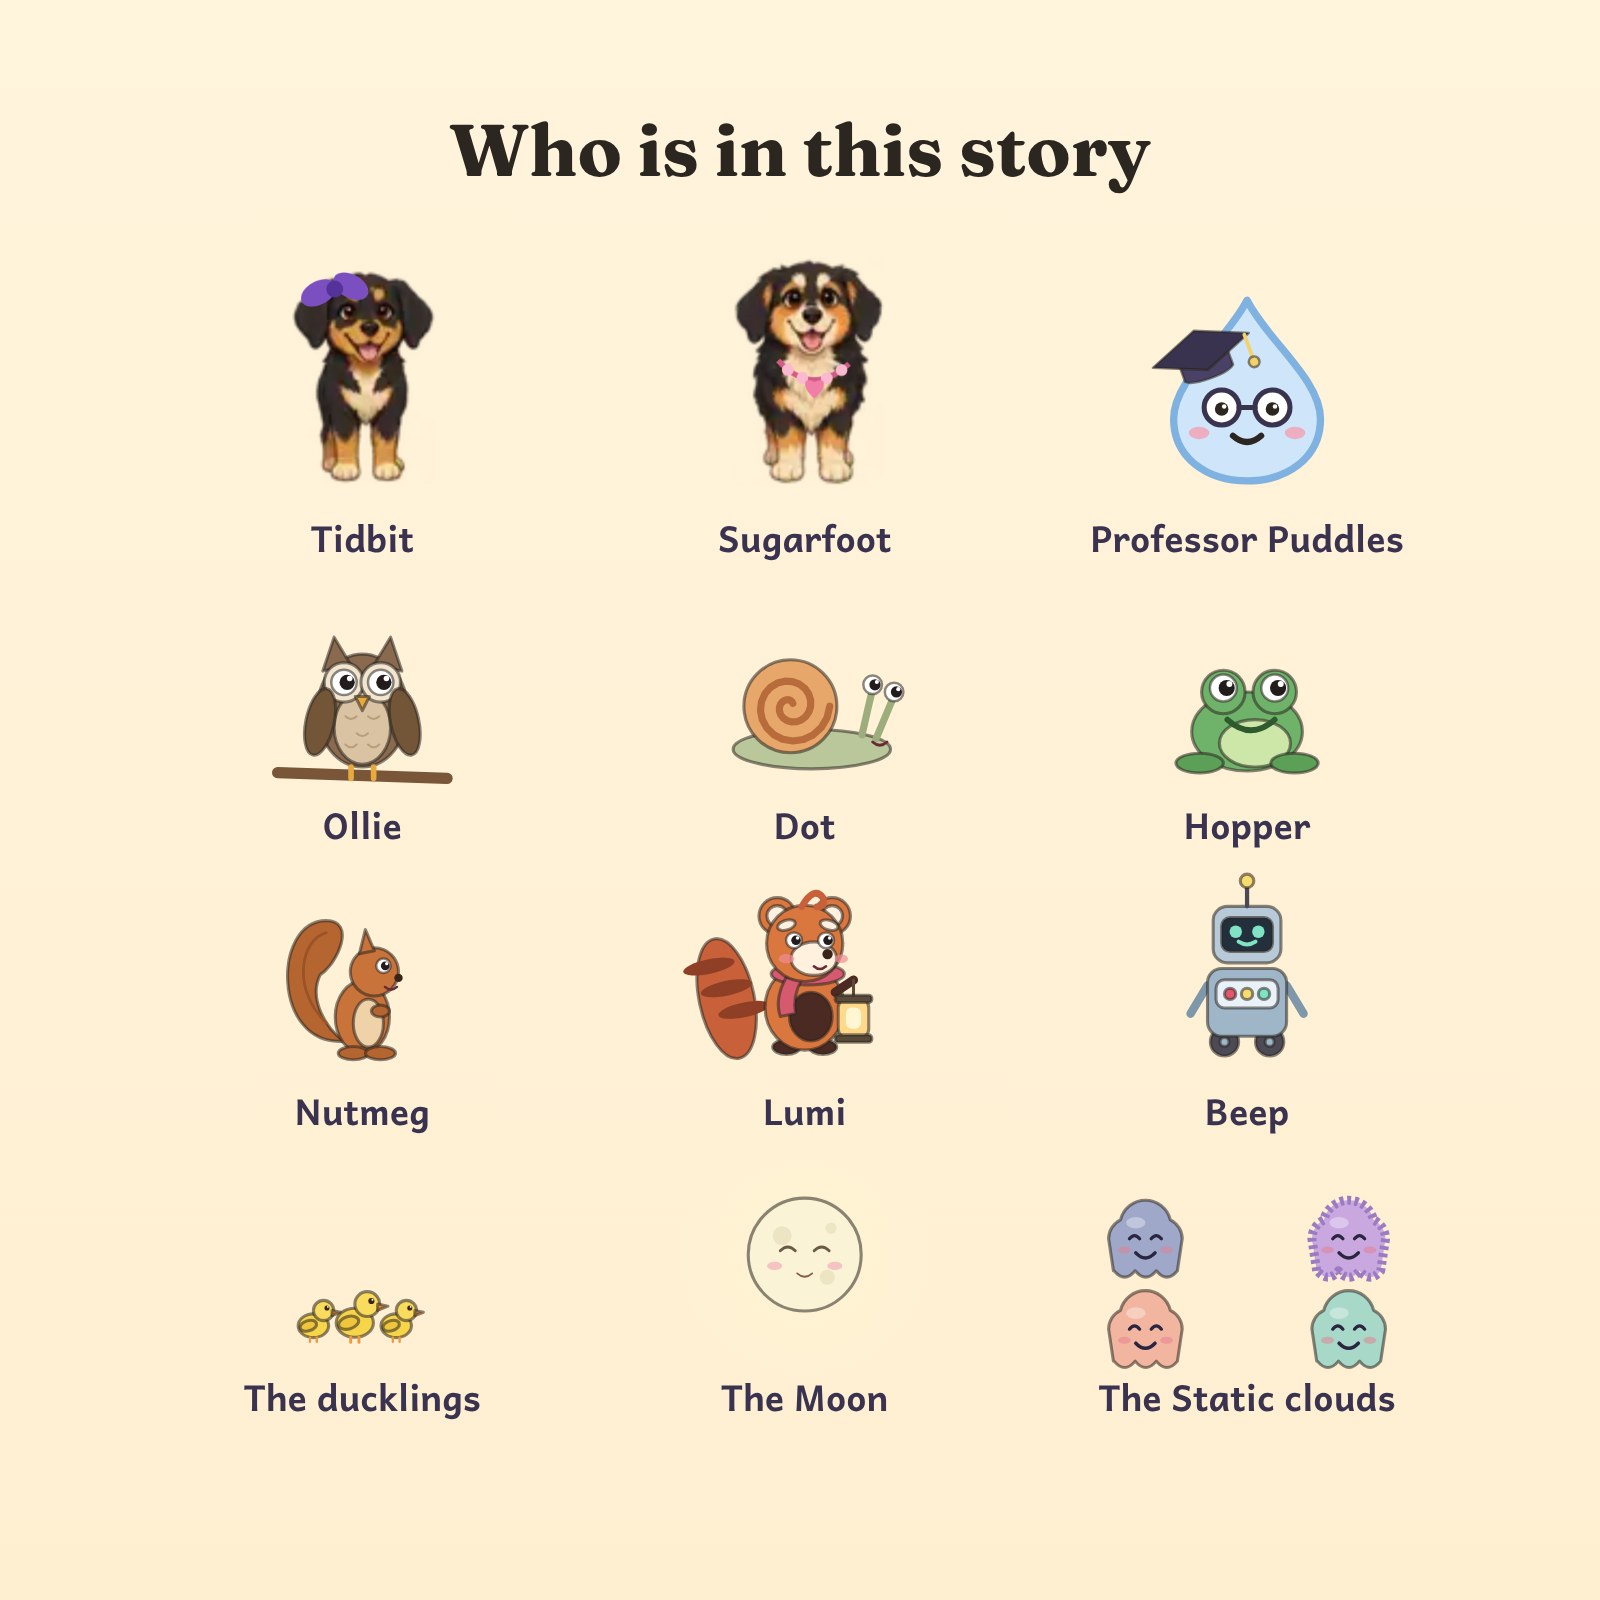 Who is in this story
Tidbit
Sugarfoot
Professor Puddles
Ollie
Dot
Hopper
Nutmeg
Lumi
Beep
The ducklings
The Moon
The Static clouds